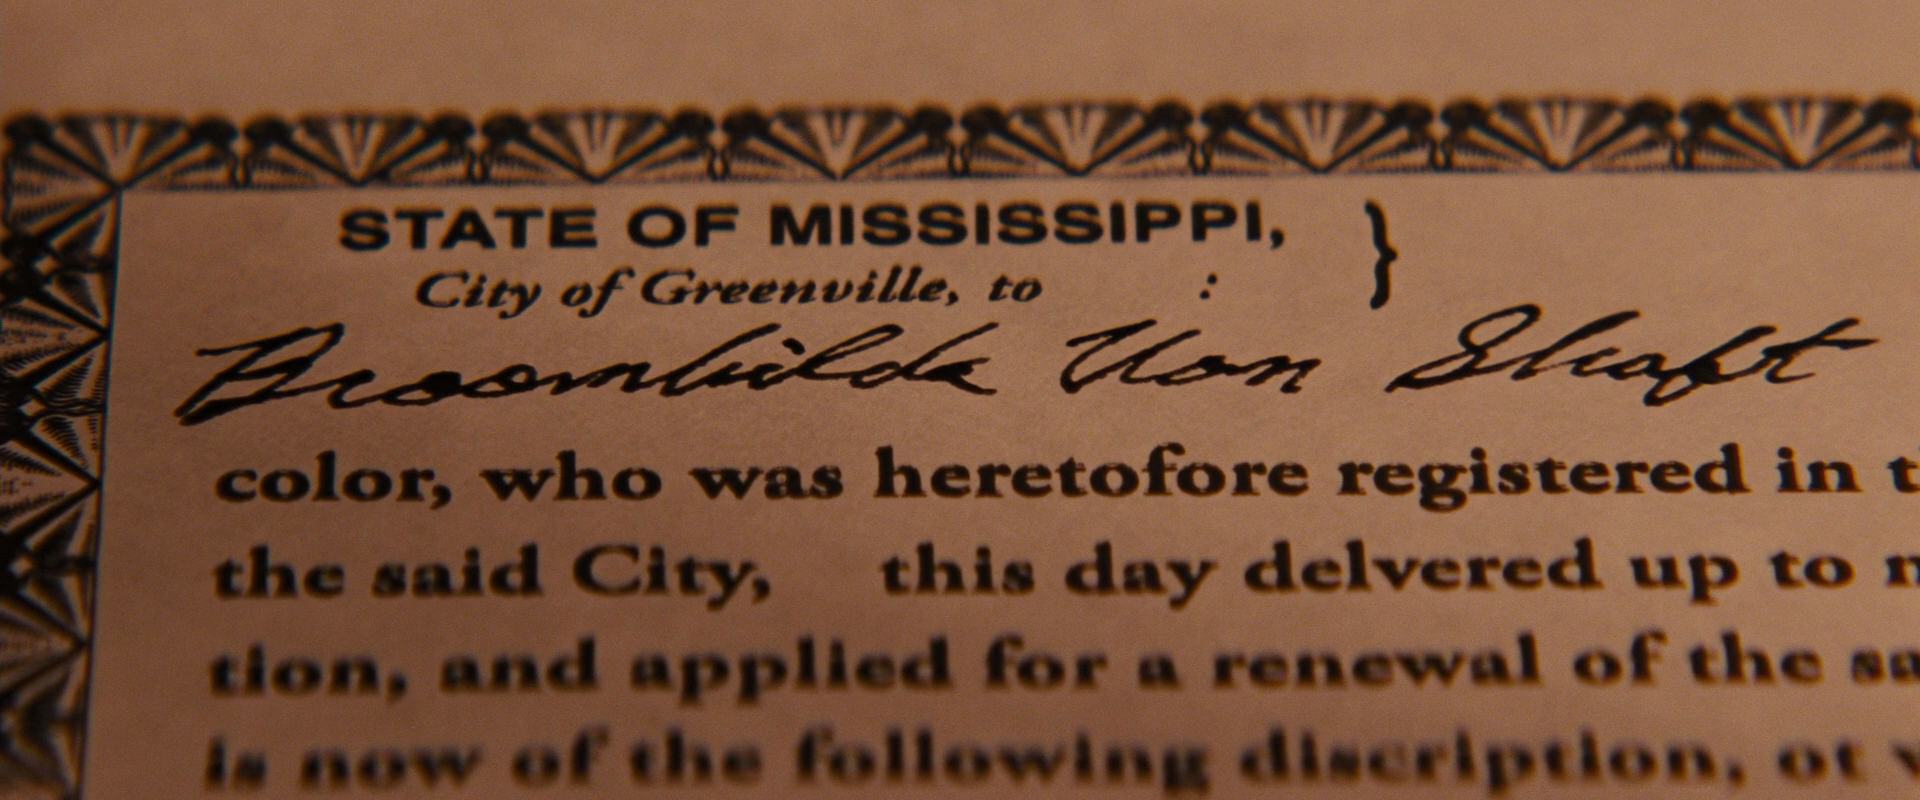 STATE OF MISSISSIPPI, }
City of Greenville, to :
Broomhilda Von Shaft
color, who was heretofore registered in
the said City, this day delvered up to
tion, and applied for a renewal of the
is now of the following discription, ot